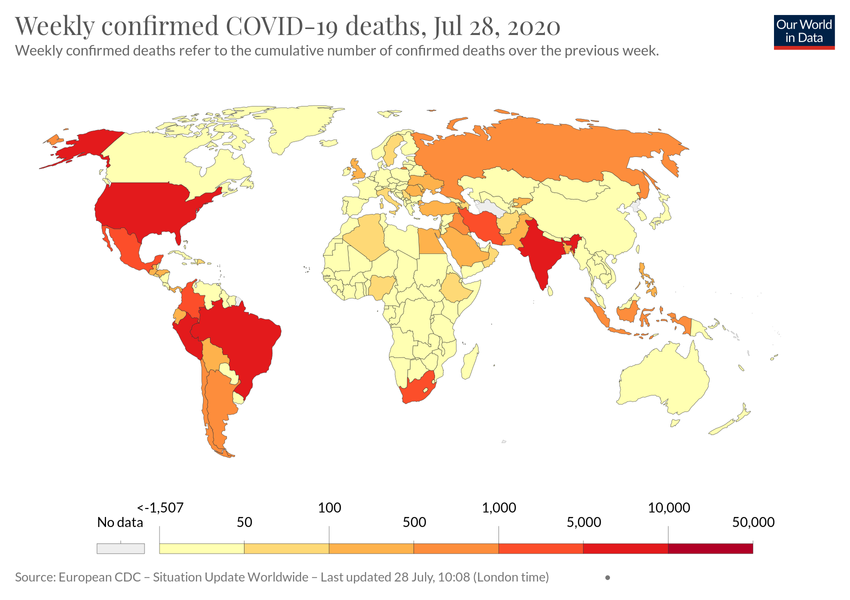 Weekly confirmed COVID-19 deaths, Jul 28, 2020
Weekly confirmed deaths refer to the cumulative number of confirmed deaths over the previous week.
Our World
in Data
<-1,507 100 1,000 10,000
No data 50 500 5,000 50,000
Source: European CDC – Situation Update Worldwide – Last updated 28 July, 10:08 (London time) •